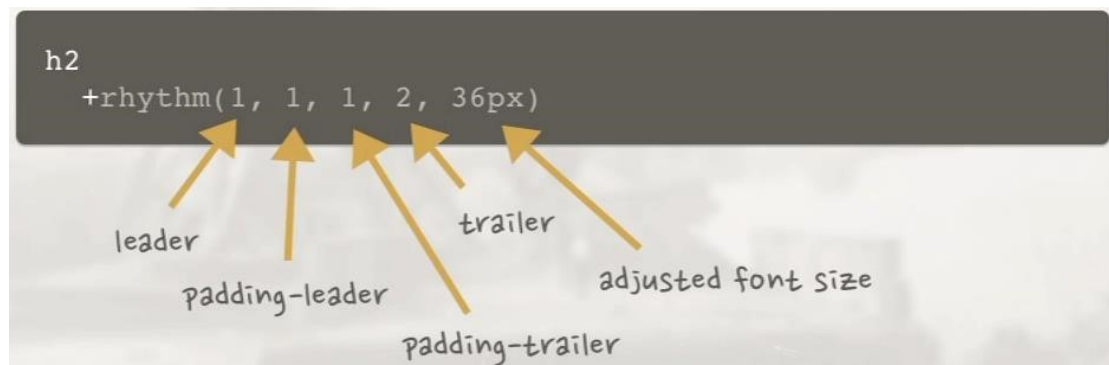 h2
+rhythm(1, 1, 1, 2, 36px)
leader
trailer
padding-leader
adjusted font size
padding-trailer